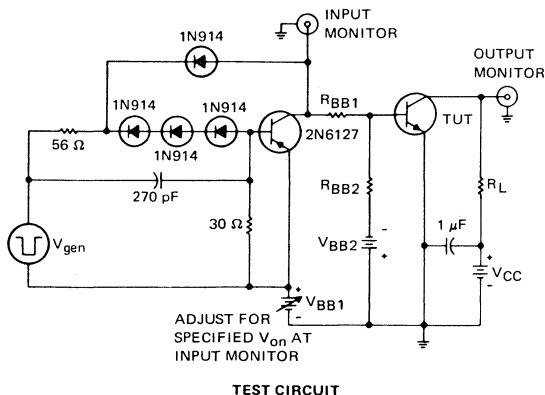 INPUT
MONITOR
1N914
OUTPUT
MONITOR
1N914
1N914
RBB1
TUT
2N6127
56 Ω
1N914
270 pF
RBB2
RL
30 Ω
1 μF
Vgen
VBB2
-
+
+
VCC
-
+
VBB1
-
ADJUST FOR
SPECIFIED Von AT
INPUT MONITOR
TEST CIRCUIT